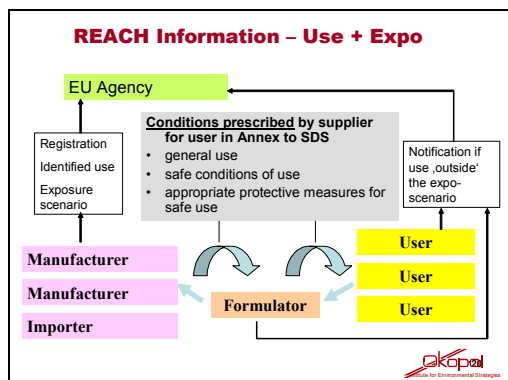 REACH Information – Use + Expo
EU Agency
Conditions prescribed by supplier
for user in Annex to SDS
• general use
• safe conditions of use
• appropriate protective measures for
safe use
Registration
Identified use
Exposure
scenario
Notification if
use ‚outside‘
the expo-
scenario
Manufacturer
Manufacturer
Importer
Formulator
User
User
User
Institute for Environmental Strategies